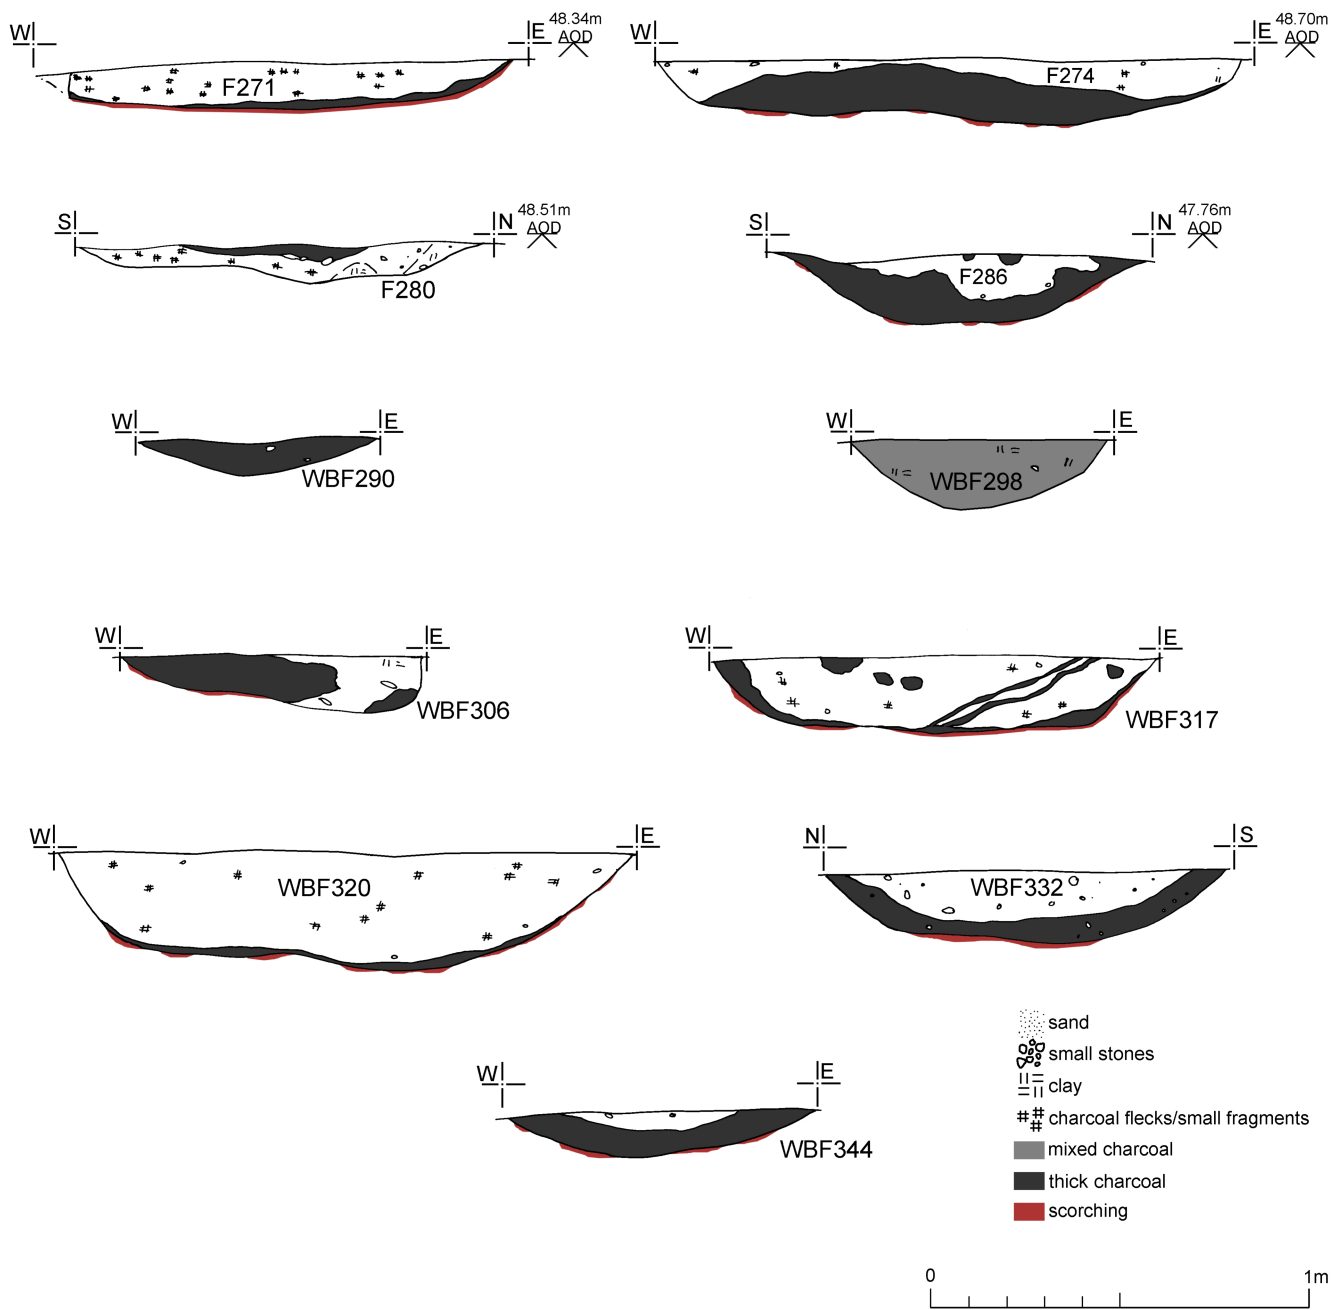 W E 48.34m
AOD
F271
W E 48.70m
AOD
F274
S N 48.51m
AOD
F280
S N 47.76m
AOD
F286
W E
WBF290
W E
WBF298
W E
WBF306
W E
WBF317
W E
WBF320
N S
WBF332
W E
WBF344
sand
small stones
clay
charcoal flecks/small fragments
mixed charcoal
thick charcoal
scorching
0 1m